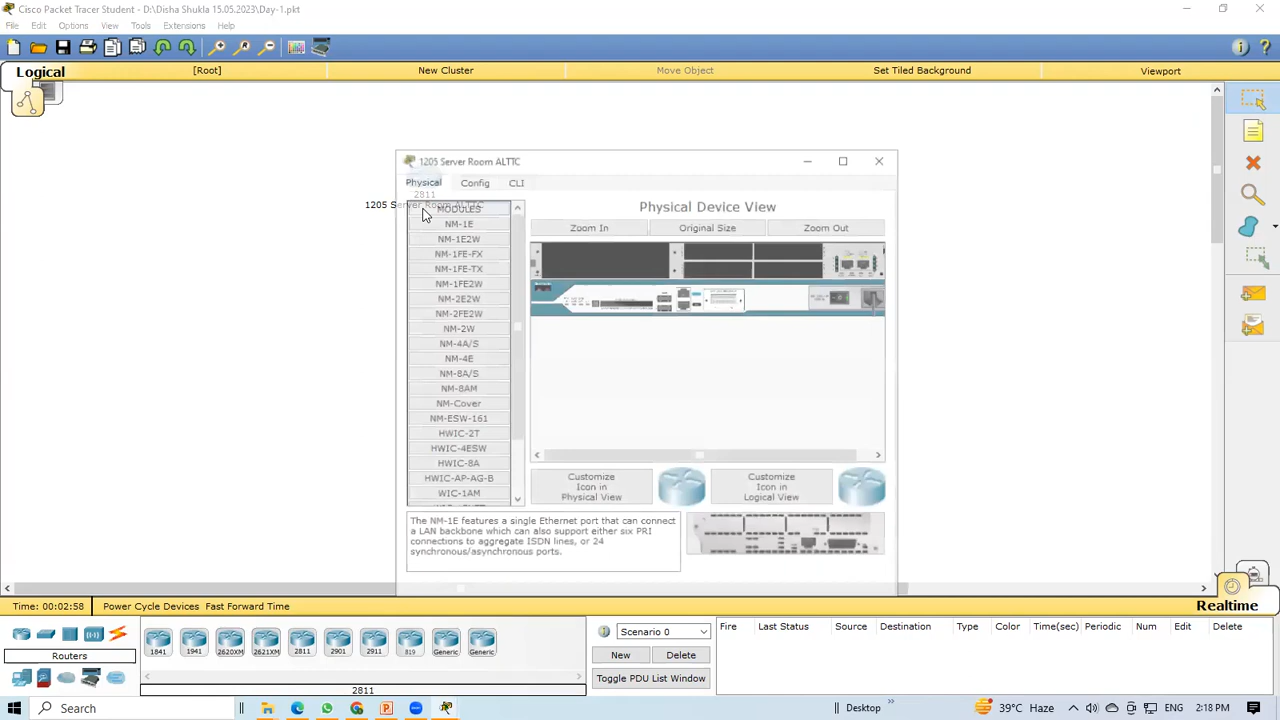 Cisco Packet Tracer Student - D:\Disha Shukla 15.05.2023\Day-1.pkt
File Edit Options View Tools Extensions Help
Logical [Root] New Cluster Move Object Set Tiled Background Viewport
1205 Server Room ALTTC
Physical Config CLI
2811
1205 Server Room ALTTC
MODULES
Physical Device View
NM-1E
Zoom In Original Size Zoom Out
NM-1E2W
NM-1FE-FX
NM-1FE-TX
NM-1FE2W
NM-2E2W
NM-2FE2W
NM-2W
NM-4A/S
NM-4E
NM-8A/S
NM-8AM
NM-Cover
NM-ESW-161
HWIC-2T
HWIC-4ESW
HWIC-8A
HWIC-AP-AG-B
WIC-1AM
Customize
Icon in
Physical View
Customize
Icon in
Logical View
The NM-1E features a single Ethernet port that can connect
a LAN backbone which can also support either six PRI
connections to aggregate ISDN lines, or 24
synchronous/asynchronous ports.
Time: 00:02:58 Power Cycle Devices Fast Forward Time Realtime
Routers
1841 1941 2620XM 2621XM 2811 2901 2911 819 Generic Generic
2811
Scenario 0
New Delete
Toggle PDU List Window
Fire Last Status Source Destination Type Color Time(sec) Periodic Num Edit Delete
Search Desktop 39°C Haze ENG 2:18 PM